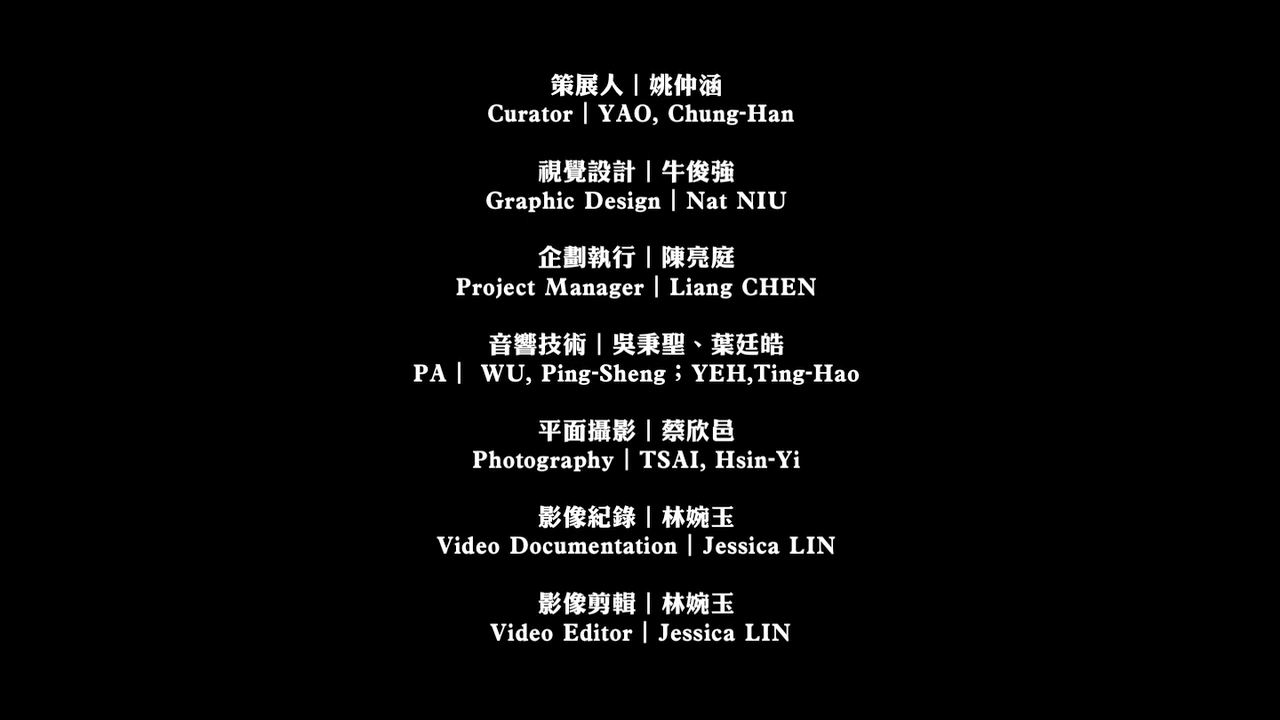 策展人｜姚仲涵
Curator｜YAO, Chung-Han
視覺設計｜牛俊強
Graphic Design｜Nat NIU
企劃執行｜陳亮庭
Project Manager｜Liang CHEN
音響技術｜吳秉聖、葉廷皓
PA｜ WU, Ping-Sheng；YEH,Ting-Hao
平面攝影｜蔡欣邑
Photography｜TSAI, Hsin-Yi
影像紀錄｜林婉玉
Video Documentation｜Jessica LIN
影像剪輯｜林婉玉
Video Editor｜Jessica LIN